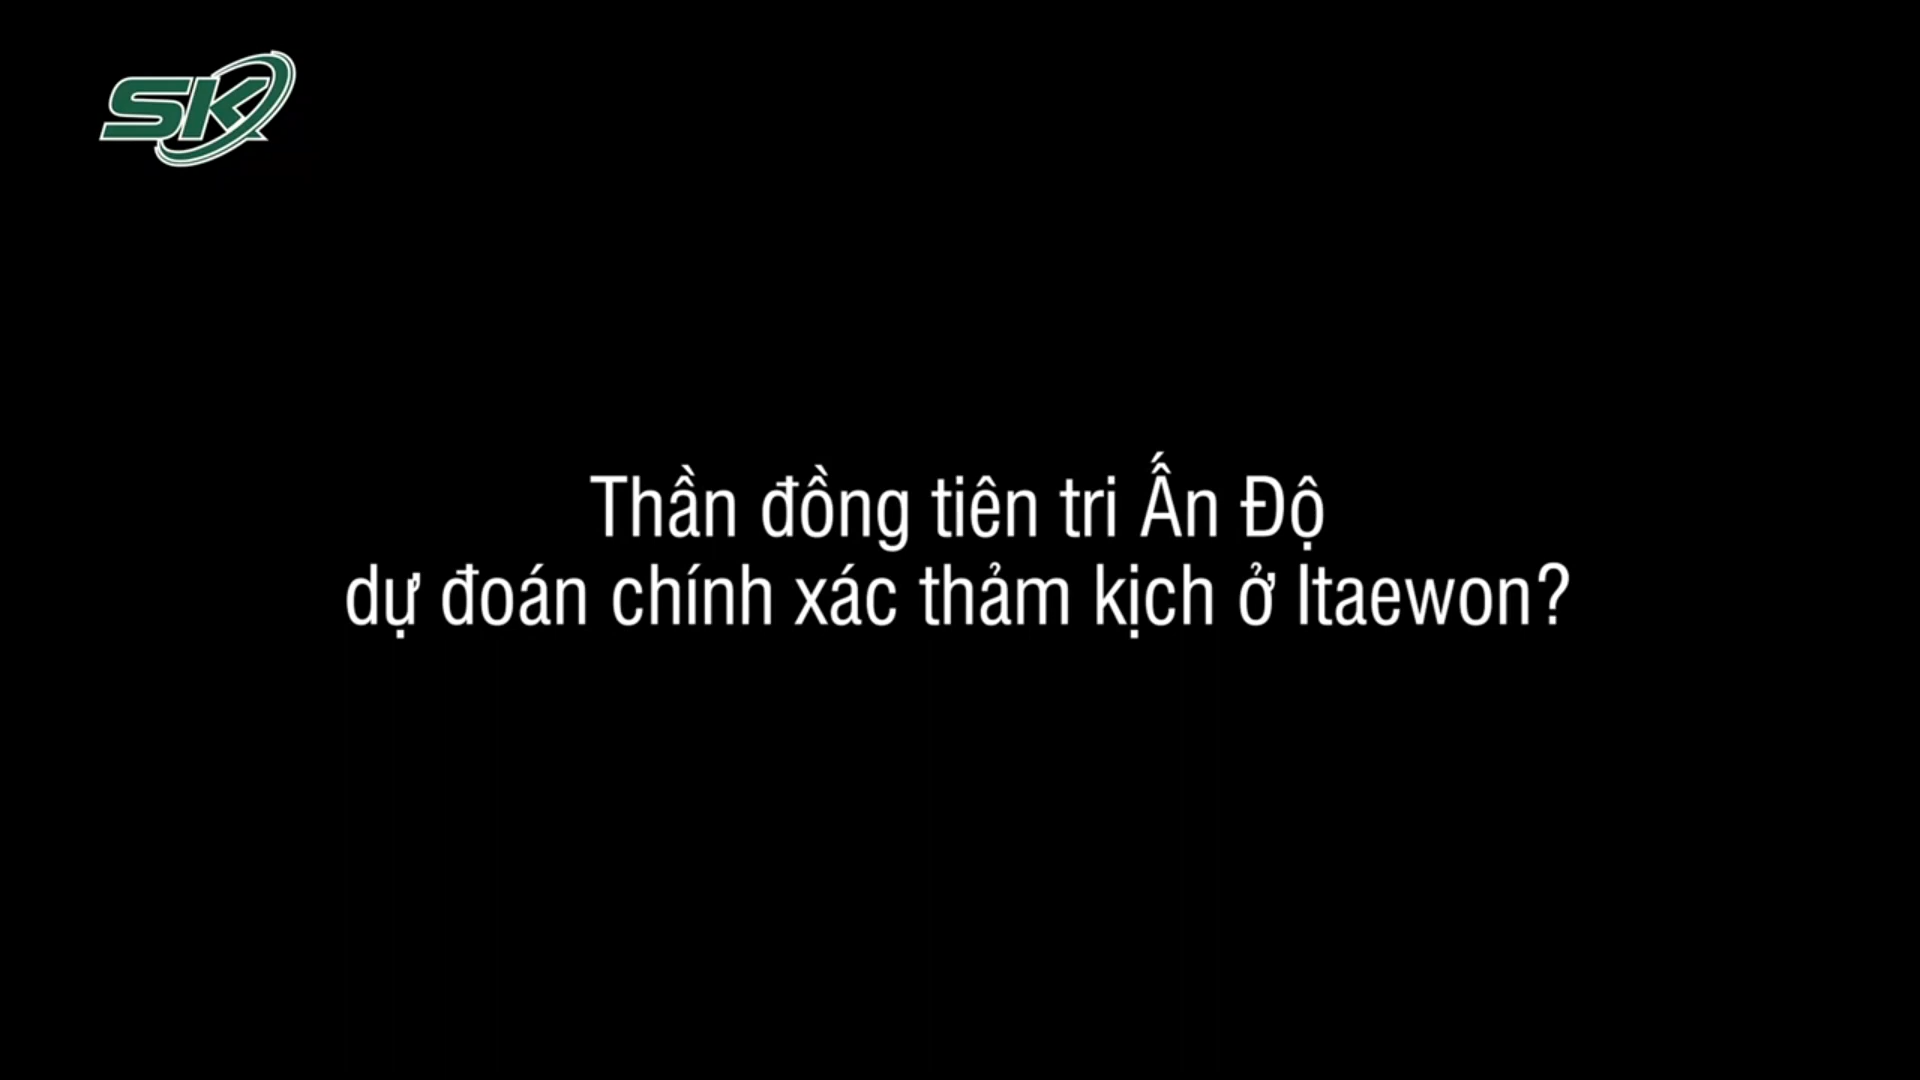 SK
Thần đồng tiên tri Ấn Độ
dự đoán chính xác thảm kịch ở Itaewon?